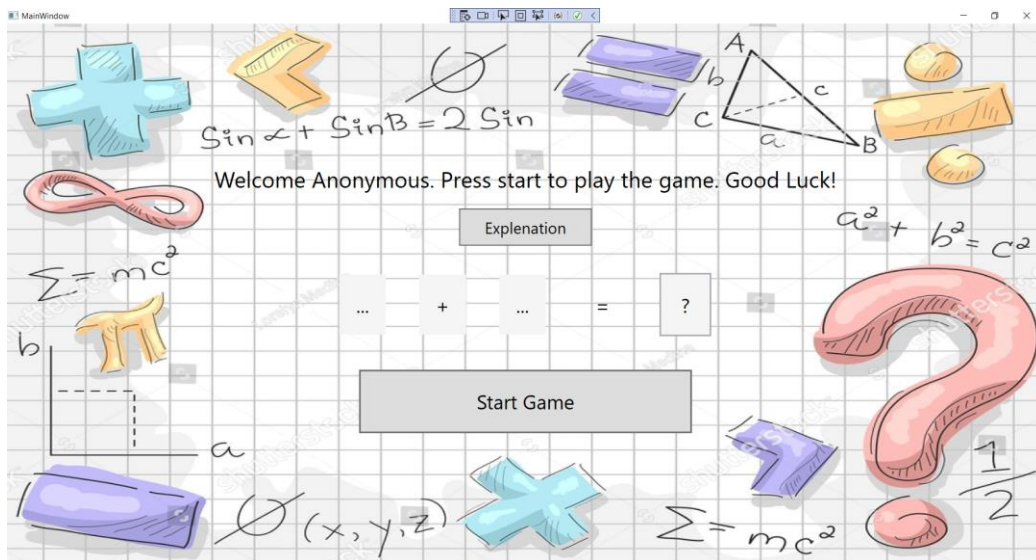 MainWindow
A
b
c
C
a
B
Sin ∝ + SinB = 2 Sin
Welcome Anonymous. Press start to play the game. Good Luck!
Explenation
a² + b² = c²
Σ = mc²
... + ... = ?
π
b
Start Game
a
1/2
(x, y, z)
Σ = mc²
shutterstock